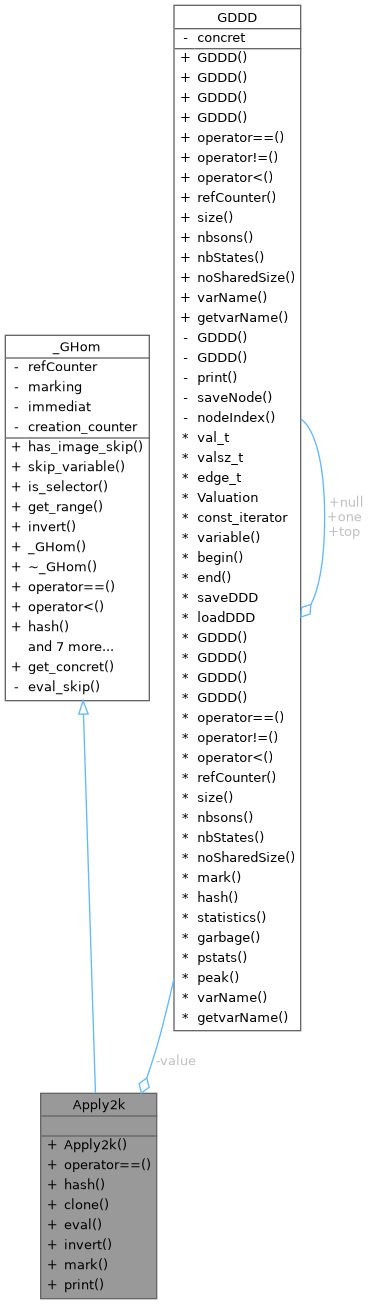 GDDD
- concret
+ GDDD()
+ GDDD()
+ GDDD()
+ GDDD()
+ operator==()
+ operator!=()
+ operator<()
+ refCounter()
+ size()
+ nbsons()
+ nbStates()
+ noSharedSize()
+ varName()
+ getvarName()
- GDDD()
- GDDD()
- print()
- saveNode()
- nodeIndex()
* val_t
* valsz_t
* edge_t
* Valuation
* const_iterator
* variable()
* begin()
* end()
* saveDDD
* loadDDD
* GDDD()
* GDDD()
* GDDD()
* GDDD()
* operator==()
* operator!=()
* operator<()
* refCounter()
* size()
* nbsons()
* nbStates()
* noSharedSize()
* mark()
* hash()
* statistics()
* garbage()
* pstats()
* peak()
* varName()
* getvarName()
+null
+one
+top
_GHom
- refCounter
- marking
- immediat
- creation_counter
+ has_image_skip()
+ skip_variable()
+ is_selector()
+ get_range()
+ invert()
+ _GHom()
+ ~_GHom()
+ operator==()
+ operator<()
+ hash()
and 7 more...
+ get_concret()
- eval_skip()
-value
Apply2k
+ Apply2k()
+ operator==()
+ hash()
+ clone()
+ eval()
+ invert()
+ mark()
+ print()